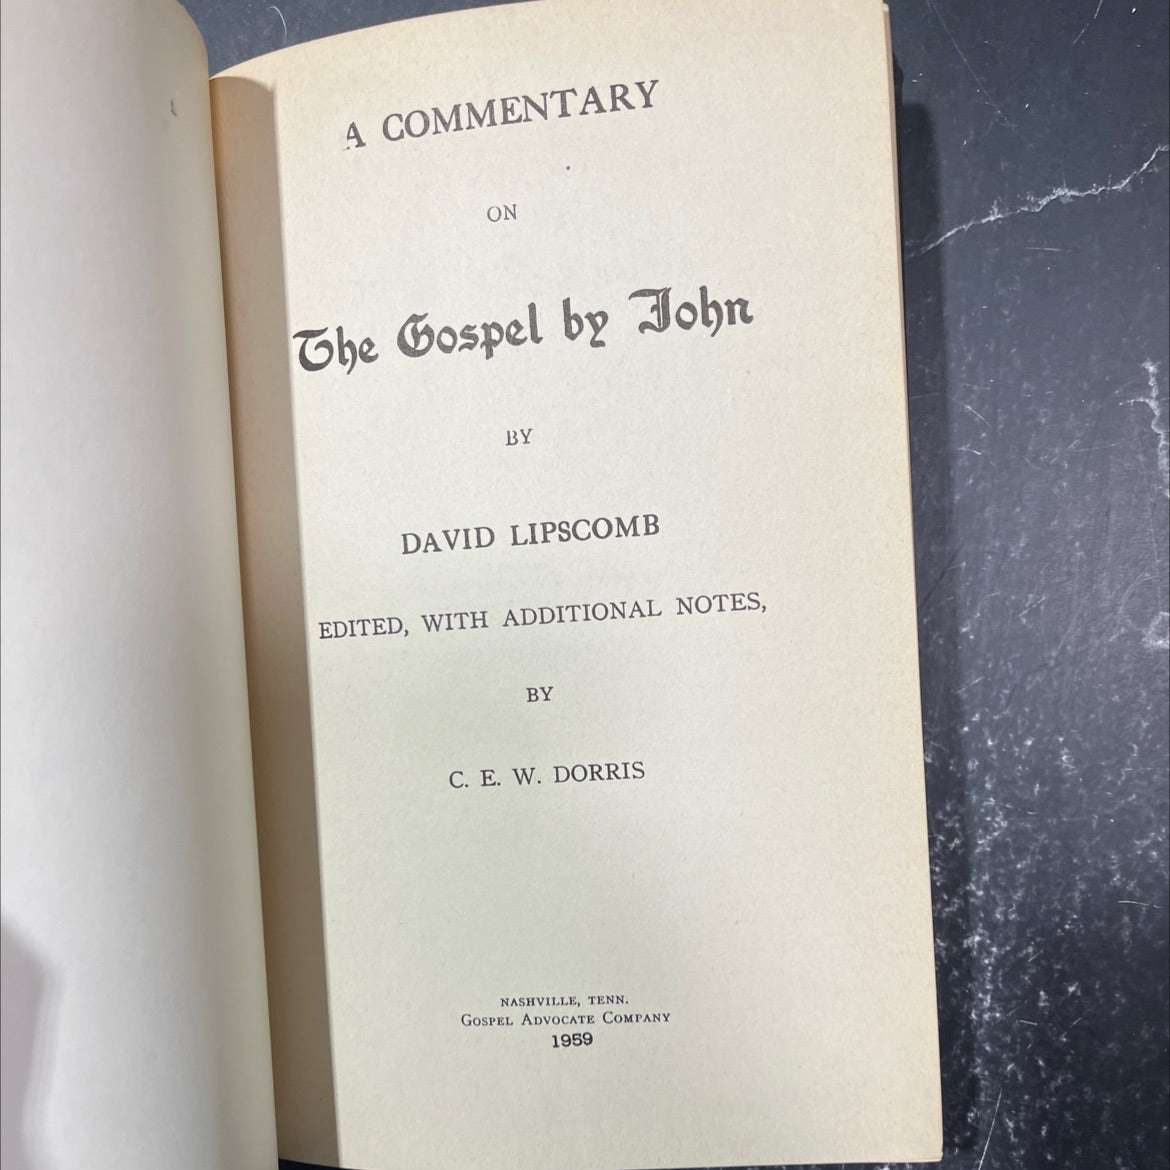 A COMMENTARY
ON
The Gospel by John
BY
DAVID LIPSCOMB
EDITED, WITH ADDITIONAL NOTES,
BY
C. E. W. DORRIS
NASHVILLE, TENN.
GOSPEL ADVOCATE COMPANY
1959